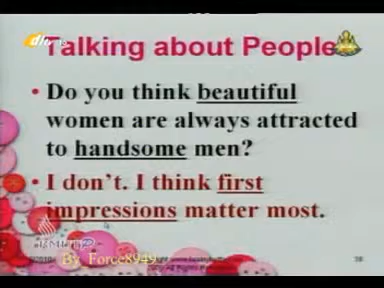 Talking about People
• Do you think beautiful
women are always attracted
to handsome men?
• I don't. I think first
impressions matter most.
By Force8949